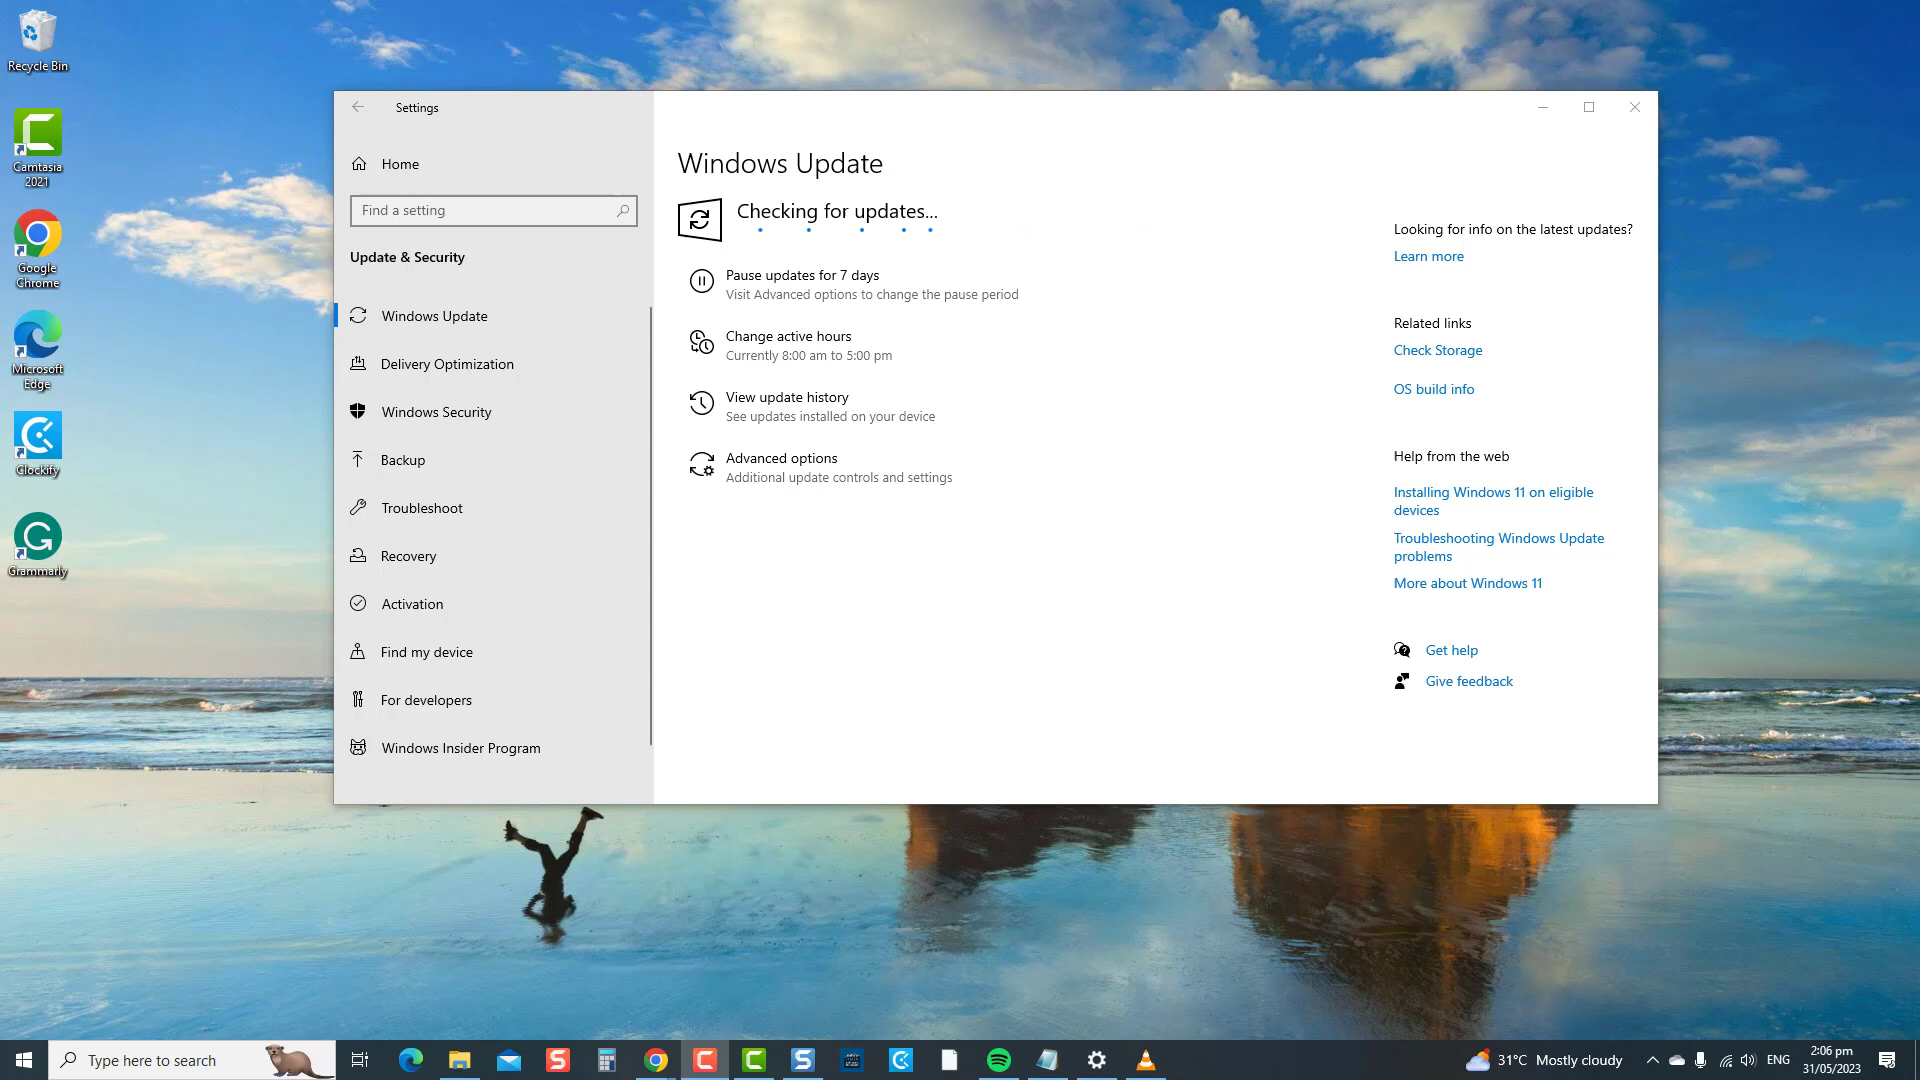 Recycle Bin
Camtasia
2021
Google
Chrome
Microsoft
Edge
Clockify
Grammarly
Settings
Home
Find a setting
Update & Security
Windows Update
Delivery Optimization
Windows Security
Backup
Troubleshoot
Recovery
Activation
Find my device
For developers
Windows Insider Program
Windows Update
Checking for updates...
Pause updates for 7 days
Visit Advanced options to change the pause period
Change active hours
Currently 8:00 am to 5:00 pm
View update history
See updates installed on your device
Advanced options
Additional update controls and settings
Looking for info on the latest updates?
Learn more
Related links
Check Storage
OS build info
Help from the web
Installing Windows 11 on eligible
devices
Troubleshooting Windows Update
problems
More about Windows 11
Get help
Give feedback
Type here to search
31°C Mostly cloudy
ENG
2:06 pm
31/05/2023